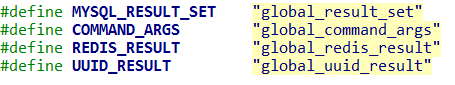 #define MYSQL_RESULT_SET    "global_result_set"
#define COMMAND_ARGS        "global_command_args"
#define REDIS_RESULT        "global_redis_result"
#define UUID_RESULT         "global_uuid_result"